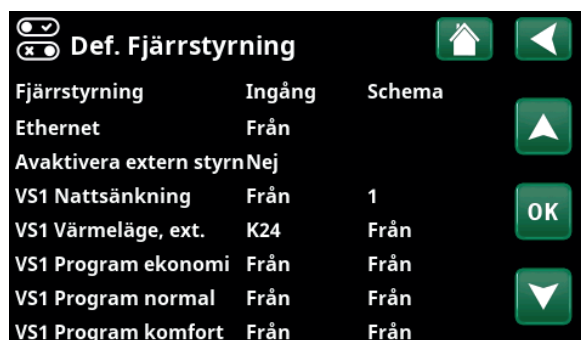 Def. Fjärrstyrning
Fjärrstyrning Ingång Schema
Ethernet Från
Avaktivera extern styrn Nej
VS1 Nattsänkning Från 1
OK
VS1 Värmeläge, ext. K24 Från
VS1 Program ekonomi Från Från
VS1 Program normal Från Från
VS1 Program komfort Från Från